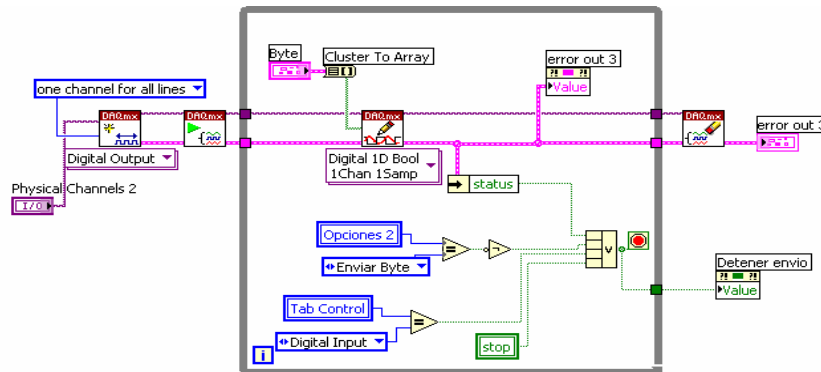 Byte
Cluster To Array
error out 3
?! ?!
Value
one channel for all lines
DAQmx
DAQmx
DAQmx
DAQmx
error out 3
Digital Output
Digital 1D Bool
1Chan 1Samp
Physical Channels 2
I/O
status
Opciones 2
Enviar Byte
Detener envio
?! ?!
Value
Tab Control
Digital Input
stop
i